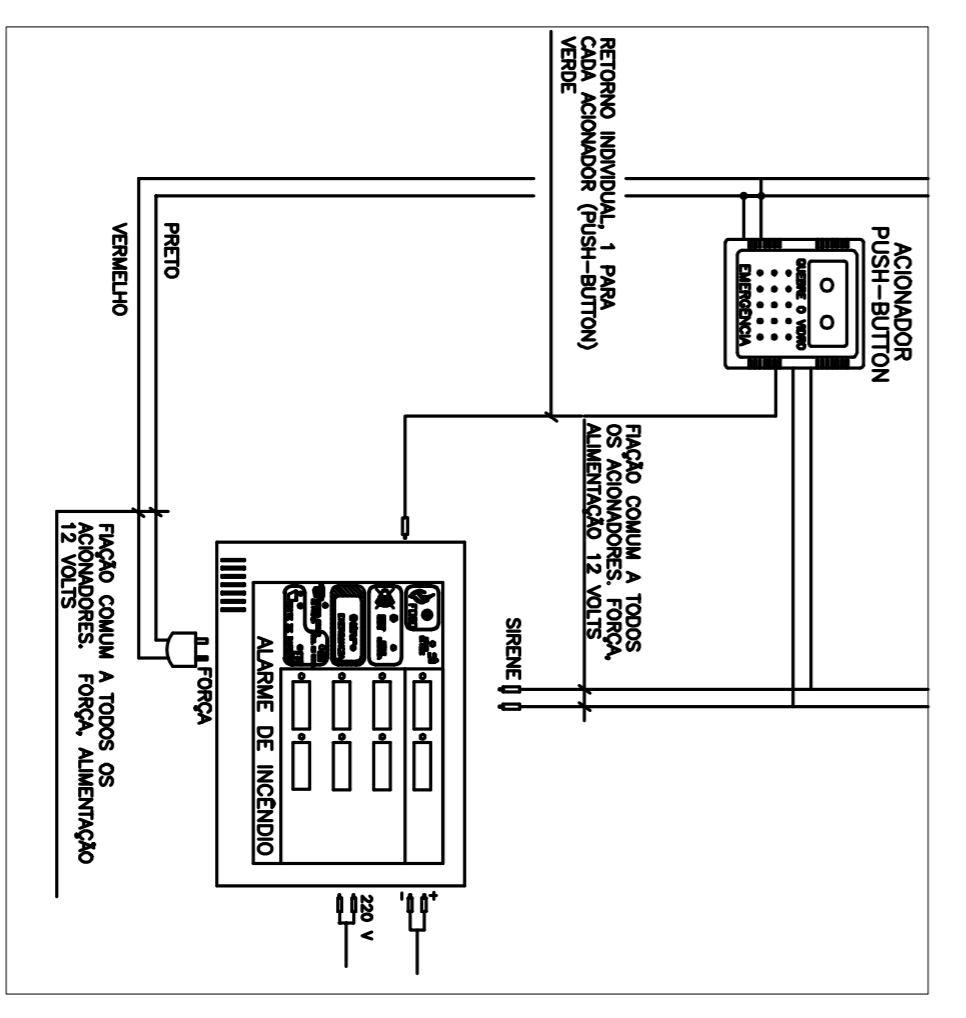 ACIONADOR
PUSH-BUTTON
QUEBRE O VIDRO
EMERGÊNCIA
RETORNO INDIVIDUAL, 1 PARA
CADA ACIONADOR (PUSH-BUTTON)
VERDE
FIAÇÃO COMUM A TODOS
OS ACIONADORES. FORÇA,
ALIMENTAÇÃO 12 VOLTS
SIRENE
PRETO
VERMELHO
FORÇA
ALARME DE INCÊNDIO
+
-
220 V
FIAÇÃO COMUM A TODOS OS
ACIONADORES. FORÇA, ALIMENTAÇÃO
12 VOLTS